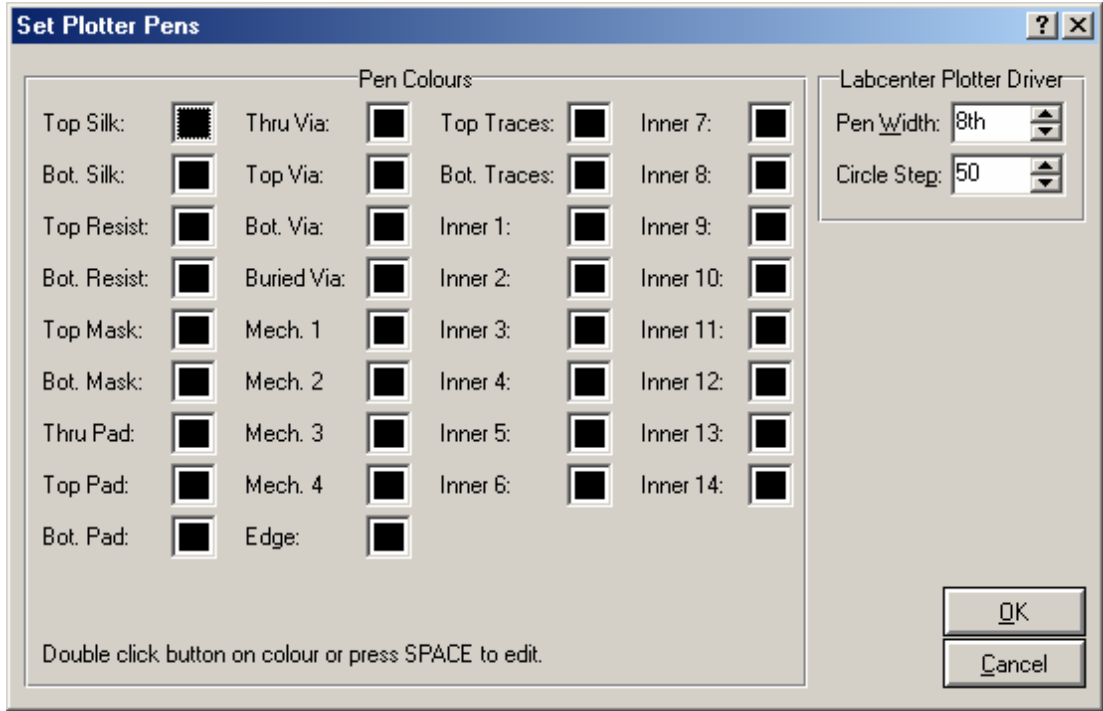 Set Plotter Pens
Pen Colours
Labcenter Plotter Driver
Top Silk: Thru Via: Top Traces: Inner 7: Pen Width: 8th
Bot. Silk: Top Via: Bot. Traces: Inner 8: Circle Step: 50
Top Resist: Bot. Via: Inner 1: Inner 9:
Bot. Resist: Buried Via: Inner 2: Inner 10:
Top Mask: Mech. 1 Inner 3: Inner 11:
Bot. Mask: Mech. 2 Inner 4: Inner 12:
Thru Pad: Mech. 3 Inner 5: Inner 13:
Top Pad: Mech. 4 Inner 6: Inner 14:
Bot. Pad: Edge:
Double click button on colour or press SPACE to edit.
OK
Cancel